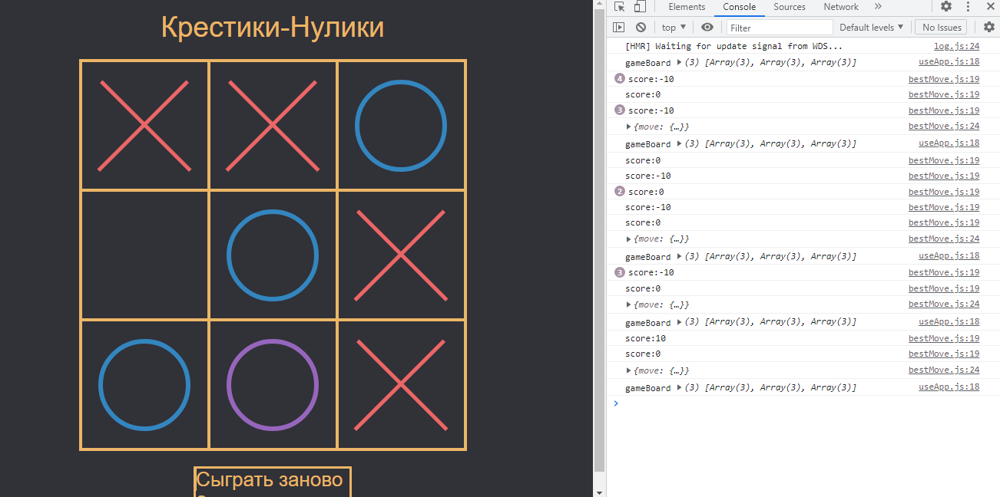 Крестики-Нулики
Сыграть заново
Elements Console Sources Network »
top ▼ Filter Default levels ▼ No Issues
[HMR] Waiting for update signal from WDS... log.js:24
gameBoard ▶ (3) [Array(3), Array(3), Array(3)] useApp.js:18
4 score:-10 bestMove.js:19
score:0 bestMove.js:19
3 score:-10 bestMove.js:19
▶ {move: {…}} bestMove.js:24
gameBoard ▶ (3) [Array(3), Array(3), Array(3)] useApp.js:18
score:0 bestMove.js:19
score:-10 bestMove.js:19
2 score:0 bestMove.js:19
score:-10 bestMove.js:19
score:0 bestMove.js:19
▶ {move: {…}} bestMove.js:24
gameBoard ▶ (3) [Array(3), Array(3), Array(3)] useApp.js:18
3 score:-10 bestMove.js:19
score:0 bestMove.js:19
▶ {move: {…}} bestMove.js:24
gameBoard ▶ (3) [Array(3), Array(3), Array(3)] useApp.js:18
score:10 bestMove.js:19
score:0 bestMove.js:19
▶ {move: {…}} bestMove.js:24
gameBoard ▶ (3) [Array(3), Array(3), Array(3)] useApp.js:18